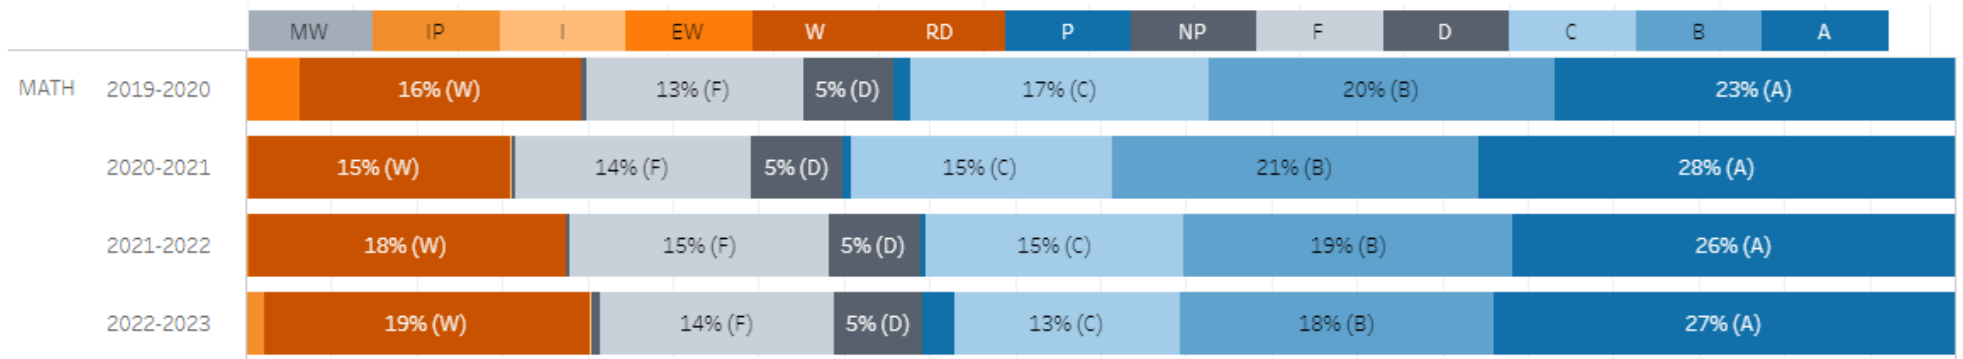 MW IP I EW W RD P NP F D C B A
MATH 2019-2020 16% (W) 13% (F) 5% (D) 17% (C) 20% (B) 23% (A)
2020-2021 15% (W) 14% (F) 5% (D) 15% (C) 21% (B) 28% (A)
2021-2022 18% (W) 15% (F) 5% (D) 15% (C) 19% (B) 26% (A)
2022-2023 19% (W) 14% (F) 5% (D) 13% (C) 18% (B) 27% (A)